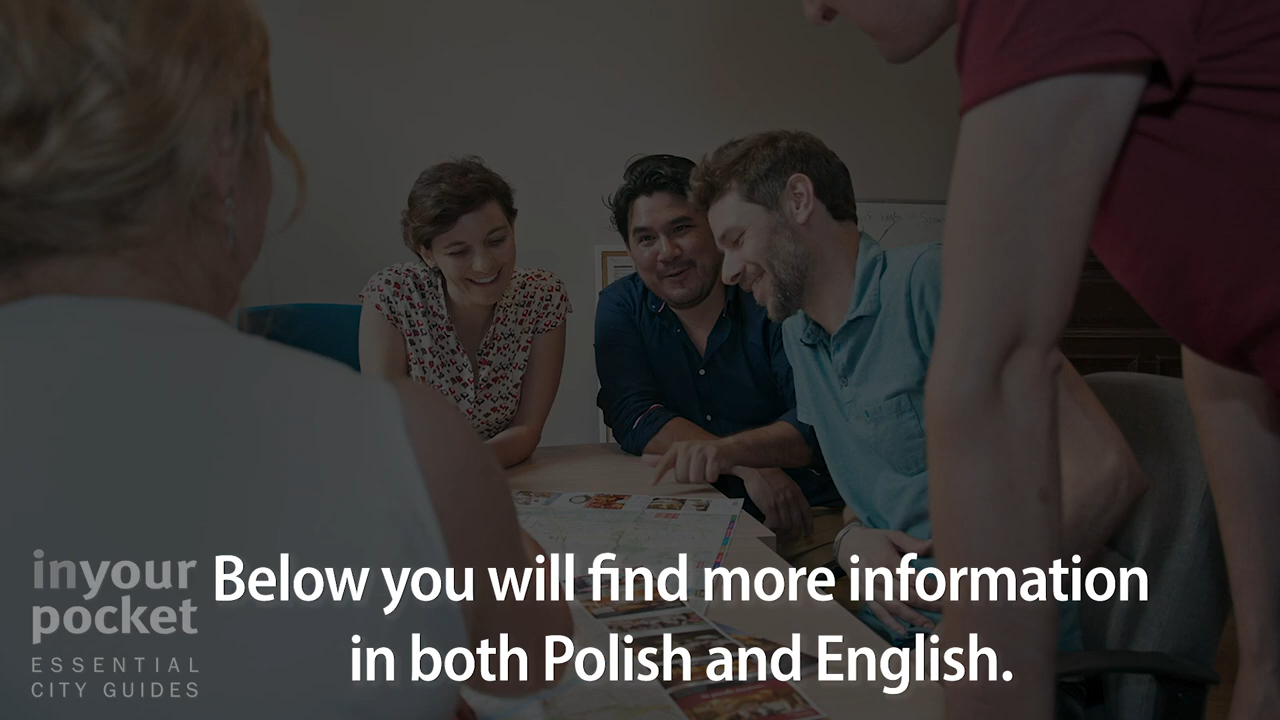 inyour
pocket
ESSENTIAL
CITY GUIDES
Below you will find more information
in both Polish and English.